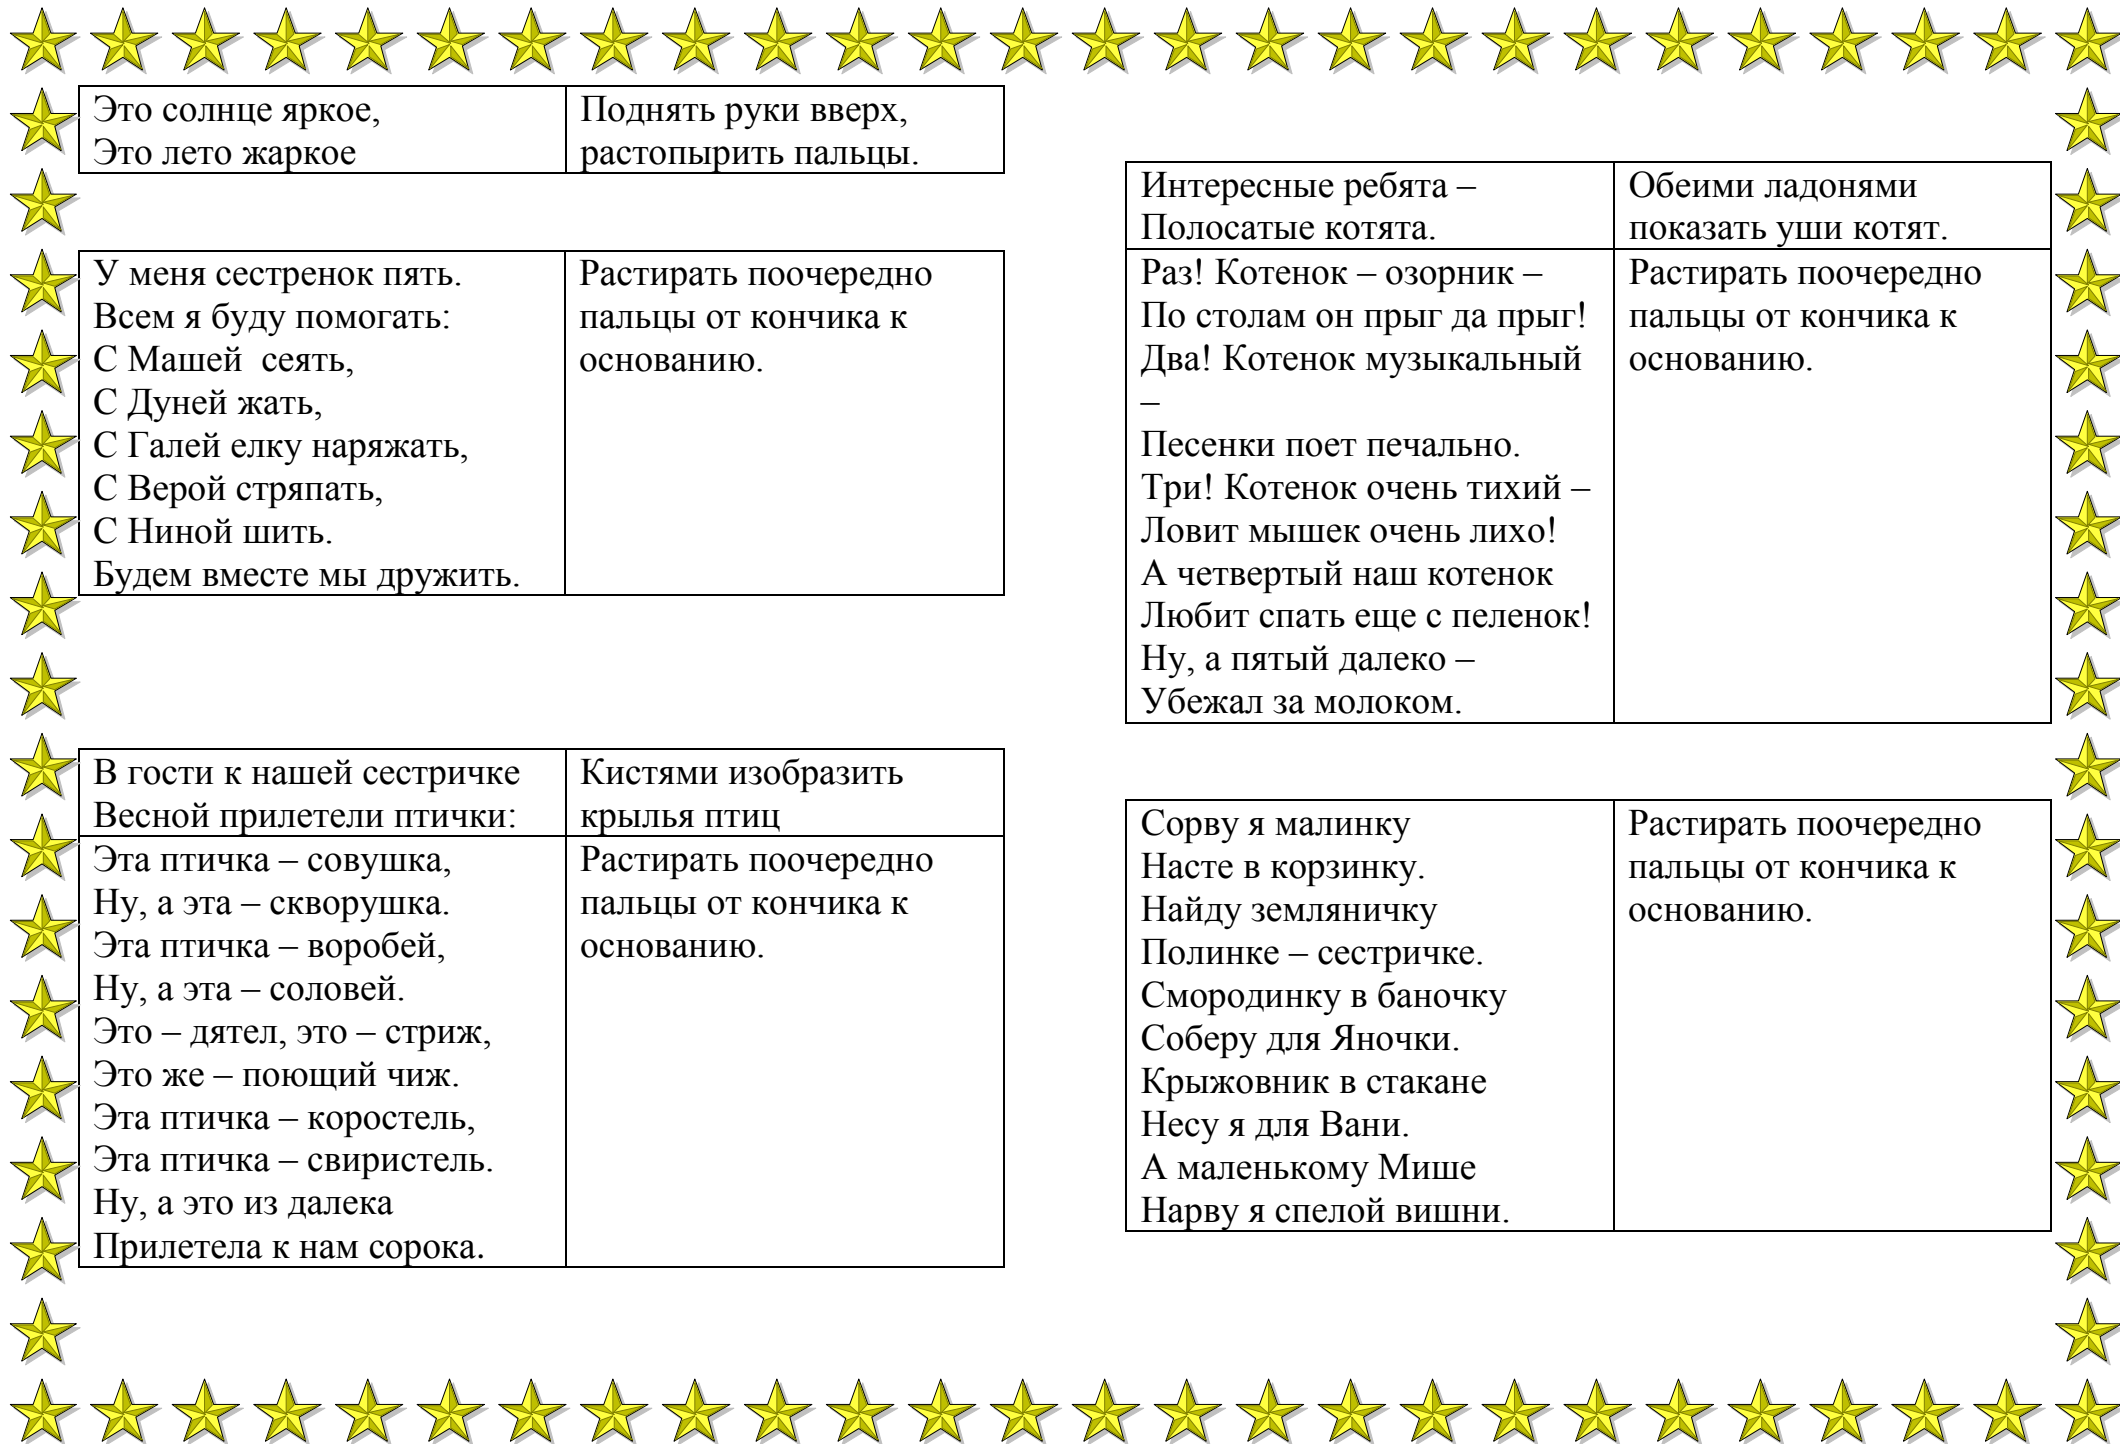 Это солнце яркое,
Это лето жаркое
Поднять руки вверх,
растопырить пальцы.
У меня сестренок пять.
Всем я буду помогать:
С Машей  сеять,
С Дуней жать,
С Галей елку наряжать,
С Верой стряпать,
С Ниной шить.
Будем вместе мы дружить.
Растирать поочередно
пальцы от кончика к
основанию.
В гости к нашей сестричке
Весной прилетели птички:
Кистями изобразить
крылья птиц
Эта птичка – совушка,
Ну, а эта – скворушка.
Эта птичка – воробей,
Ну, а эта – соловей.
Это – дятел, это – стриж,
Это же – поющий чиж.
Эта птичка – коростель,
Эта птичка – свиристель.
Ну, а это из далека
Прилетела к нам сорока.
Растирать поочередно
пальцы от кончика к
основанию.
Интересные ребята –
Полосатые котята.
Обеими ладонями
показать уши котят.
Раз! Котенок – озорник –
По столам он прыг да прыг!
Два! Котенок музыкальный
–
Песенки поет печально.
Три! Котенок очень тихий –
Ловит мышек очень лихо!
А четвертый наш котенок
Любит спать еще с пеленок!
Ну, а пятый далеко –
Убежал за молоком.
Растирать поочередно
пальцы от кончика к
основанию.
Сорву я малинку
Насте в корзинку.
Найду земляничку
Полинке – сестричке.
Смородинку в баночку
Соберу для Яночки.
Крыжовник в стакане
Несу я для Вани.
А маленькому Мише
Нарву я спелой вишни.
Растирать поочередно
пальцы от кончика к
основанию.